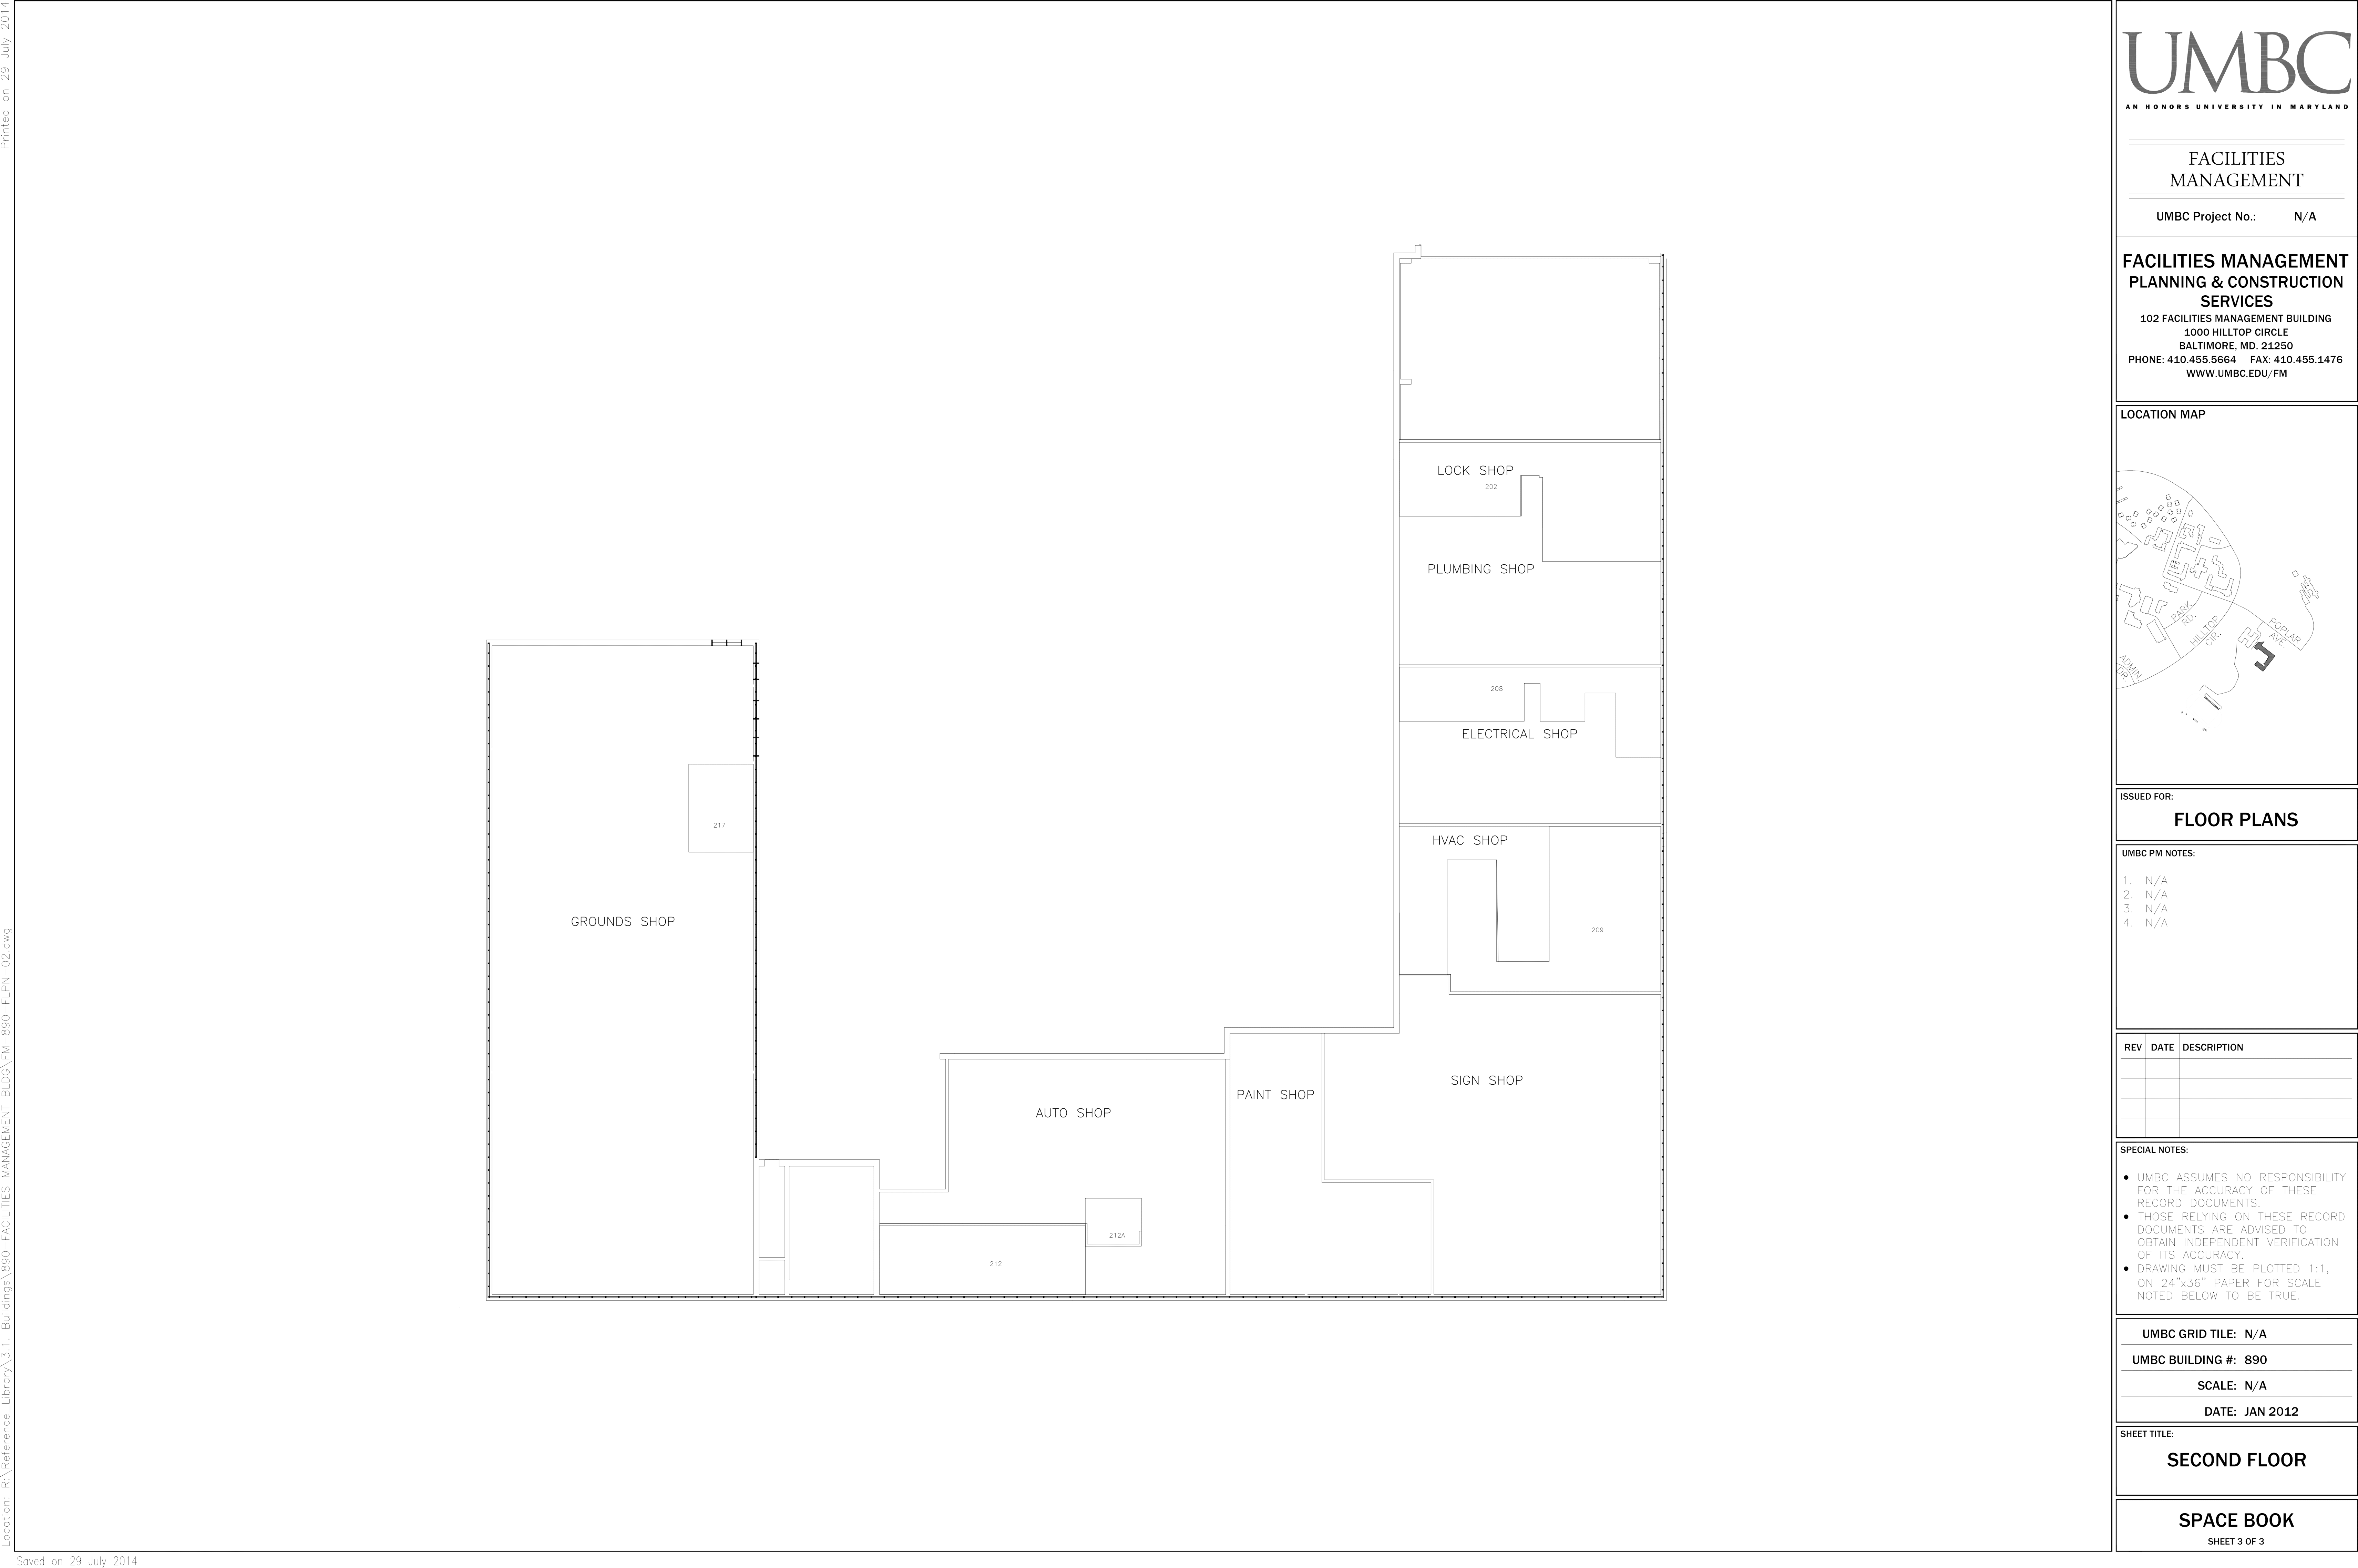 Printed on 29 July 2014
Location: R:\Reference_Library\3.1. Buildings\890-FACILITIES MANAGEMENT BLDG\FM-890-FLPN-02.dwg
Saved on 29 July 2014
LOCK SHOP
202
PLUMBING SHOP
208
ELECTRICAL SHOP
HVAC SHOP
209
217
GROUNDS SHOP
SIGN SHOP
PAINT SHOP
AUTO SHOP
212A
212
UMBC
AN HONORS UNIVERSITY IN MARYLAND
FACILITIES
MANAGEMENT
UMBC Project No.: N/A
FACILITIES MANAGEMENT
PLANNING & CONSTRUCTION
SERVICES
102 FACILITIES MANAGEMENT BUILDING
1000 HILLTOP CIRCLE
BALTIMORE, MD. 21250
PHONE: 410.455.5664 FAX: 410.455.1476
WWW.UMBC.EDU/FM
LOCATION MAP
PARK
RD.
HILLTOP
CIR.
POPLAR
AVE.
ADMIN.
DR.
ISSUED FOR:
FLOOR PLANS
UMBC PM NOTES:
1. N/A
2. N/A
3. N/A
4. N/A
REV DATE DESCRIPTION
SPECIAL NOTES:
• UMBC ASSUMES NO RESPONSIBILITY
FOR THE ACCURACY OF THESE
RECORD DOCUMENTS.
• THOSE RELYING ON THESE RECORD
DOCUMENTS ARE ADVISED TO
OBTAIN INDEPENDENT VERIFICATION
OF ITS ACCURACY.
• DRAWING MUST BE PLOTTED 1:1,
ON 24"x36" PAPER FOR SCALE
NOTED BELOW TO BE TRUE.
UMBC GRID TILE: N/A
UMBC BUILDING #: 890
SCALE: N/A
DATE: JAN 2012
SHEET TITLE:
SECOND FLOOR
SPACE BOOK
SHEET 3 OF 3